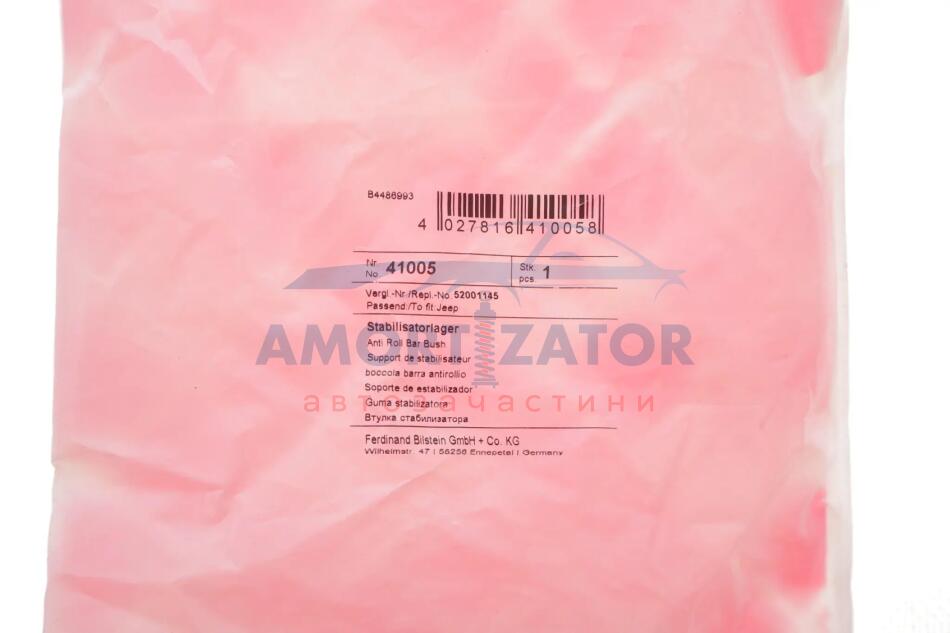 B4486993
4 027816 410058
Nr.
No. 41005
Stk.
pcs. 1
Vergl.-Nr./Repl.-No. 52001145
Passend/To fit Jeep
Stabilisatorlager
Anti Roll Bar Bush
Support de stabilisateur
boccola barra antirollio
Soporte de estabilizador
Guma stabilizatora
Втулка стабилизатора
Ferdinand Bilstein GmbH + Co. KG
Wilhelmstr. 47 | 58256 Ennepetal | Germany
AMORTIZATOR
автозачастини